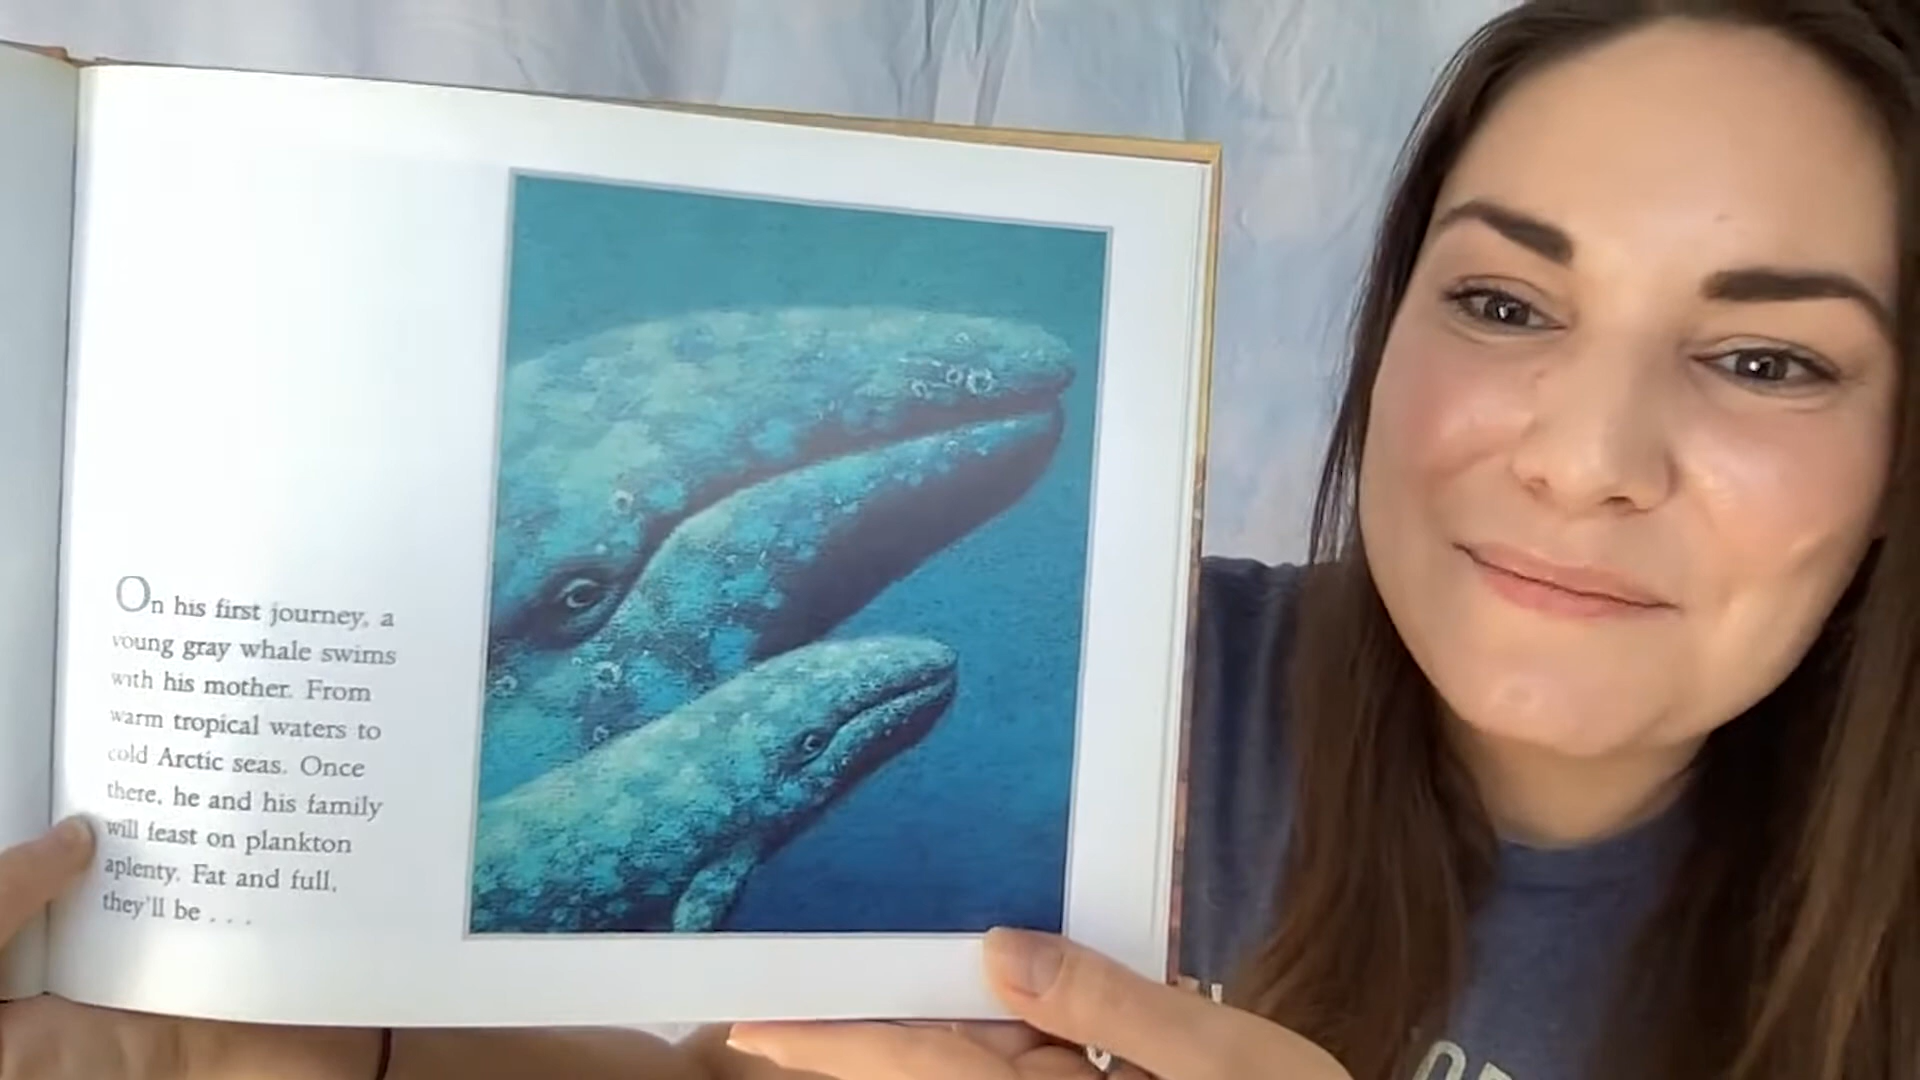 On his first journey, a
young gray whale swims
with his mother. From
warm tropical waters to
cold Arctic seas. Once
there, he and his family
will feast on plankton
aplenty. Fat and full,
they'll be . . .